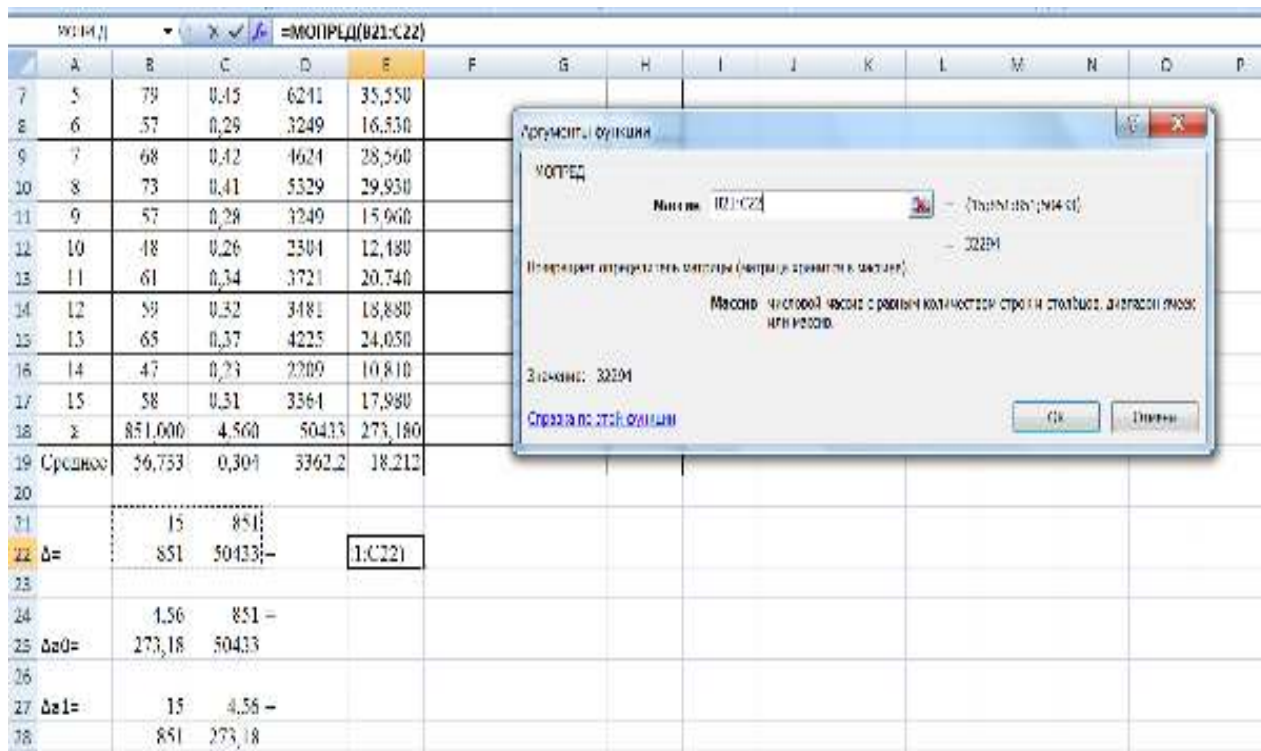 МОПРЕД =МОПРЕД(B21:C22)
A B C D E F G H I J K L M N O P
7 5 79 0,45 6241 35,550
8 6 57 0,29 3249 16,530
9 7 68 0,42 4624 28,560
10 8 73 0,41 5329 29,930
11 9 57 0,28 3249 15,960
12 10 48 0,26 2304 12,480
13 11 61 0,34 3721 20,740
14 12 59 0,32 3481 18,880
15 13 65 0,37 4225 24,050
16 14 47 0,23 2209 10,810
17 15 58 0,31 3364 17,980
18 Σ 851,000 4,560 50433 273,180
19 Среднее 56,733 0,304 3362,2 18,212
20
21 15 851
22 Δ= 851 50433 = 1:C22)
23
24 4,56 851 =
25 Δa0= 273,18 50433
26
27 Δa1= 15 4,56 =
28 851 273,18
Аргументы функции
МОПРЕД
Массив B21:C22 = {15;851:851;50433}
= 32294
Возвращает определитель матрицы (матрица хранится в массиве).
Массив числовой массив с равным количеством строк и столбцов, диапазон ячеек
или массив.
Значение: 32294
Справка по этой функции
ОК Отмена